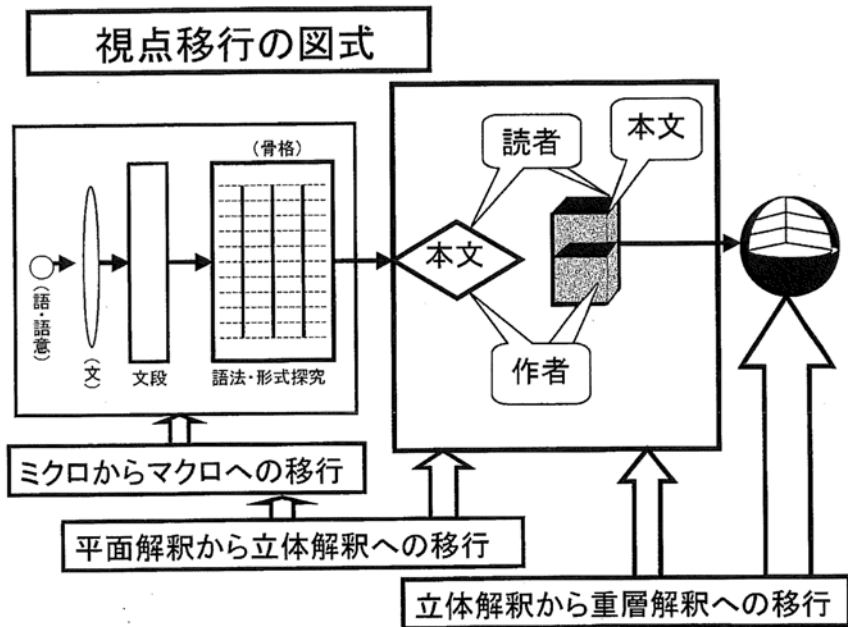 視点移行の図式
(骨格)
(語・語意)
(文)
文段
語法・形式探究
読者
本文
本文
作者
ミクロからマクロへの移行
平面解釈から立体解釈への移行
立体解釈から重層解釈への移行